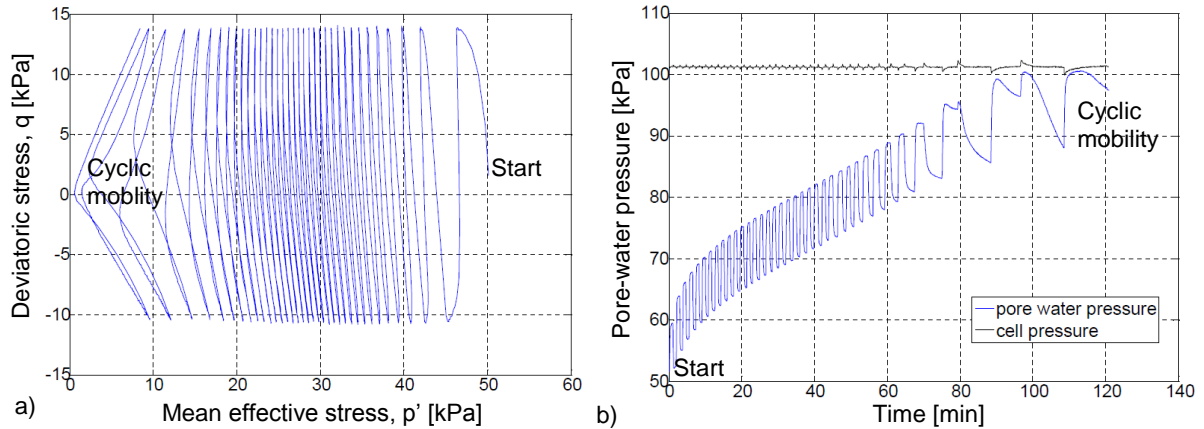 15
10
5
0
-5
-10
-15
Deviatoric stress, q [kPa]
Cyclic
moblity
Start
0
10
20
30
40
50
60
Mean effective stress, p’ [kPa]
a)
110
100
90
80
70
60
50
Pore-water pressure [kPa]
Cyclic
mobility
pore water pressure
cell pressure
Start
0
20
40
60
80
100
120
140
Time [min]
b)